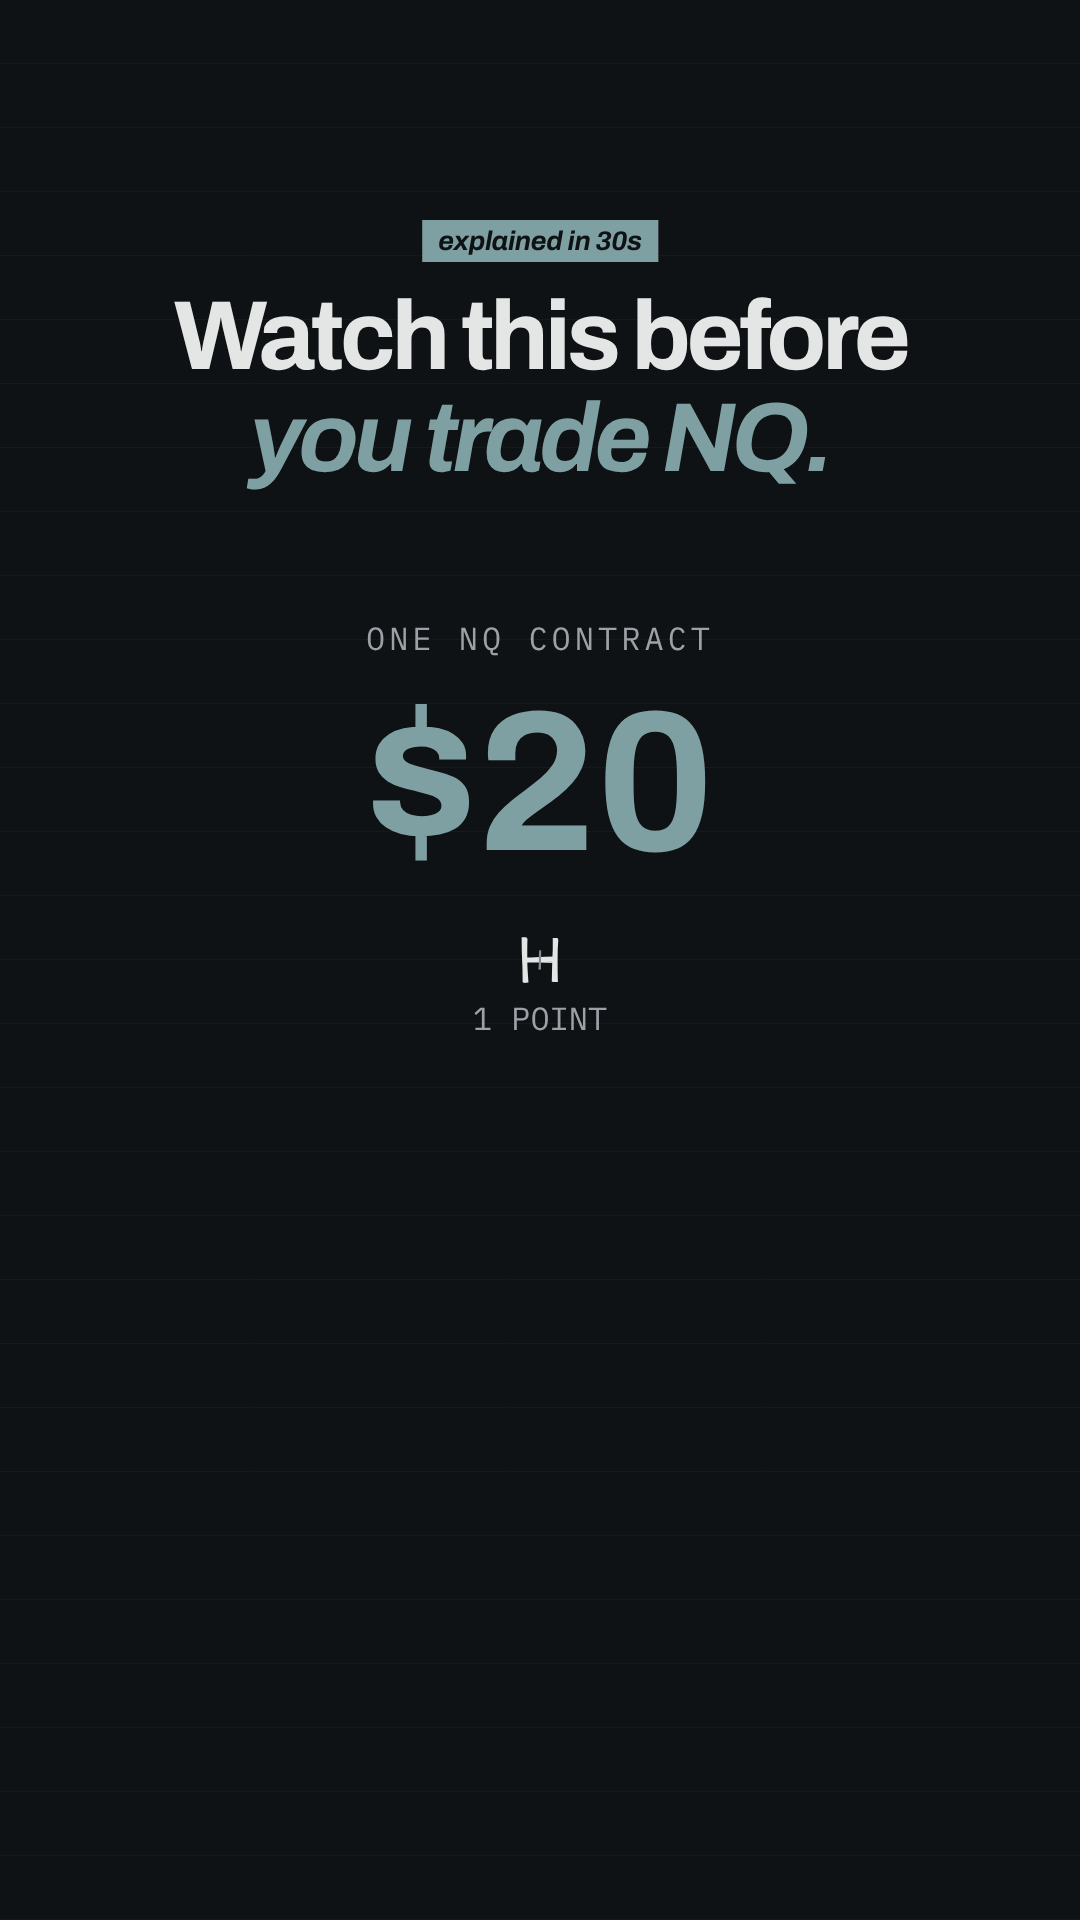 explained in 30s
Watch this before
you trade NQ.
ONE NQ CONTRACT
$20
1 POINT